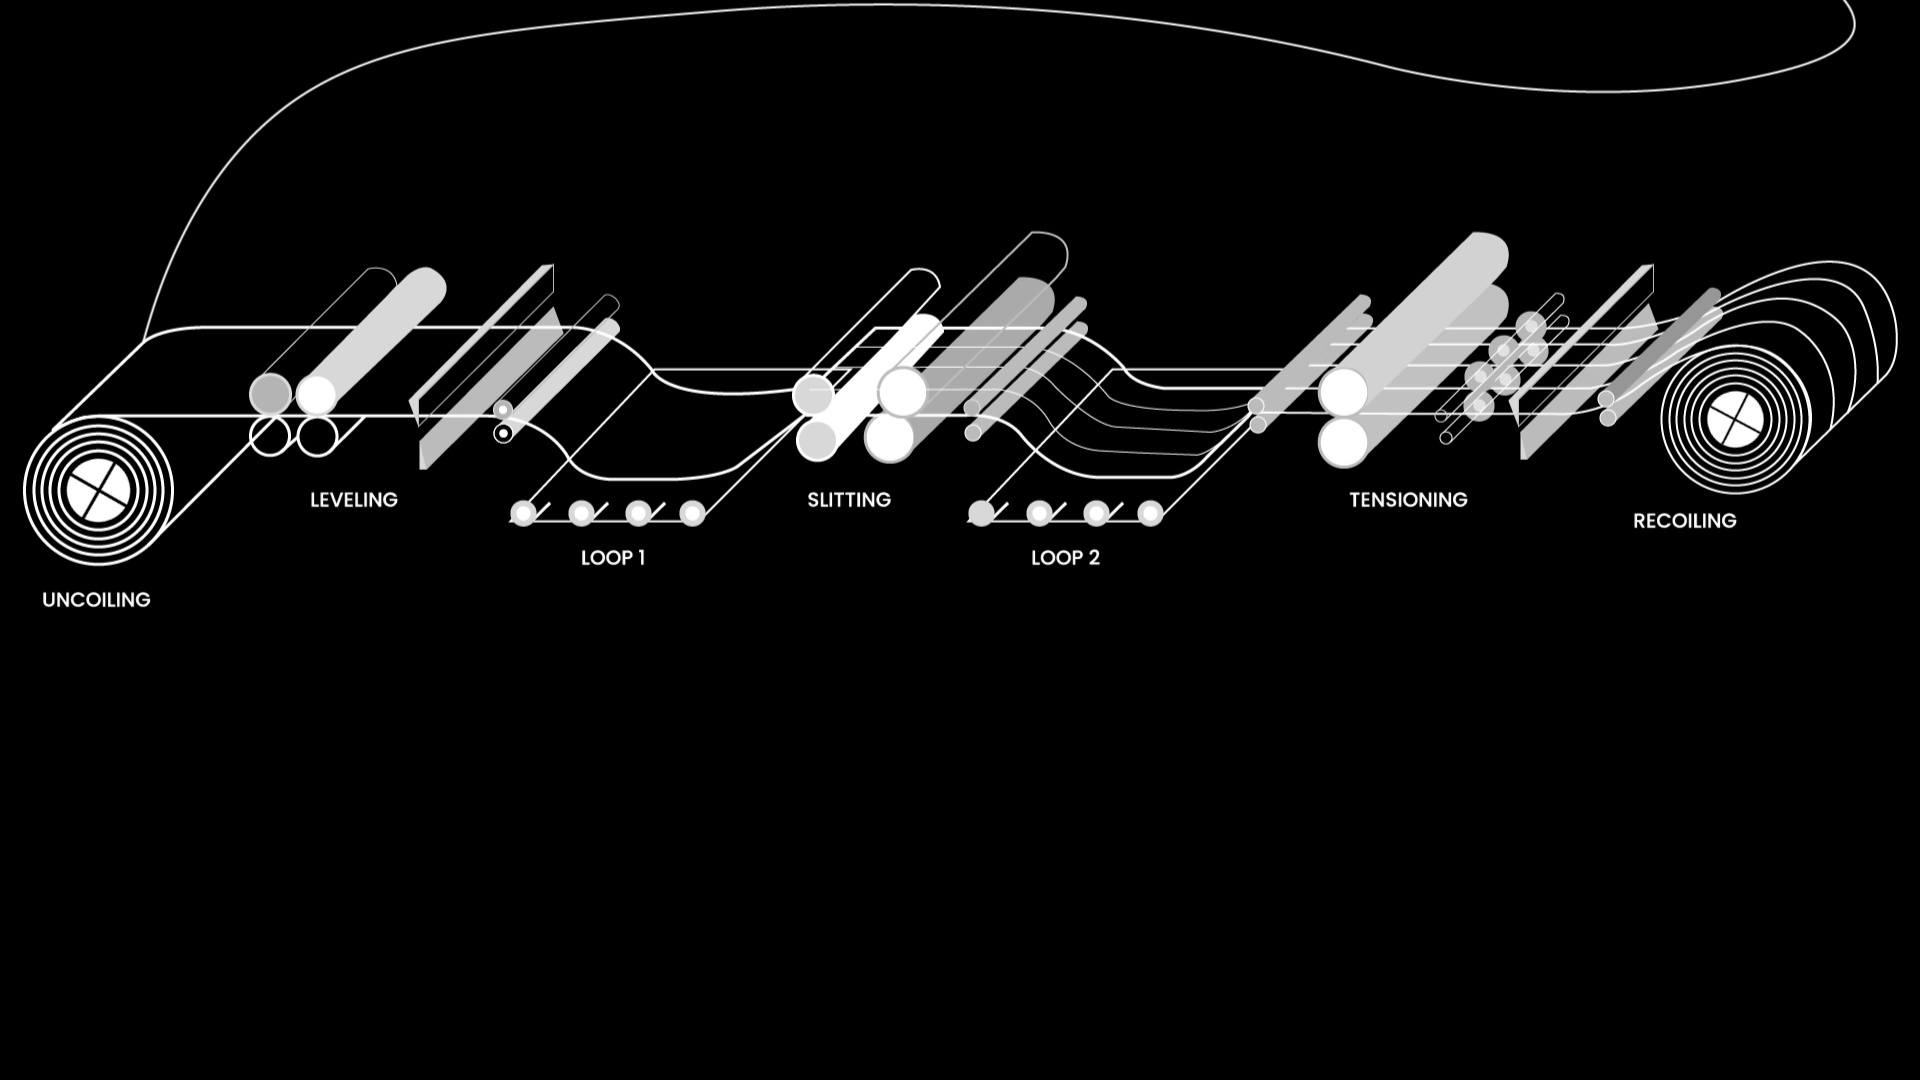 UNCOILING
LEVELING
LOOP 1
SLITTING
LOOP 2
TENSIONING
RECOILING